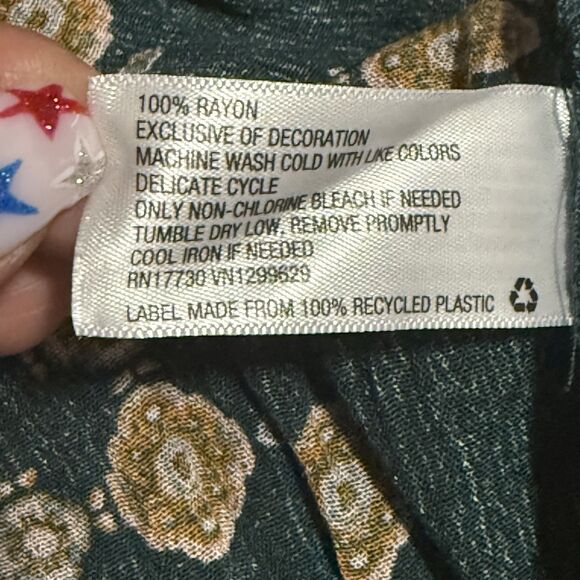 100% RAYON
EXCLUSIVE OF DECORATION
MACHINE WASH COLD WITH LIKE COLORS
DELICATE CYCLE
ONLY NON-CHLORINE BLEACH IF NEEDED
TUMBLE DRY LOW, REMOVE PROMPTLY
COOL IRON IF NEEDED
RN17730 VN1299629
LABEL MADE FROM 100% RECYCLED PLASTIC